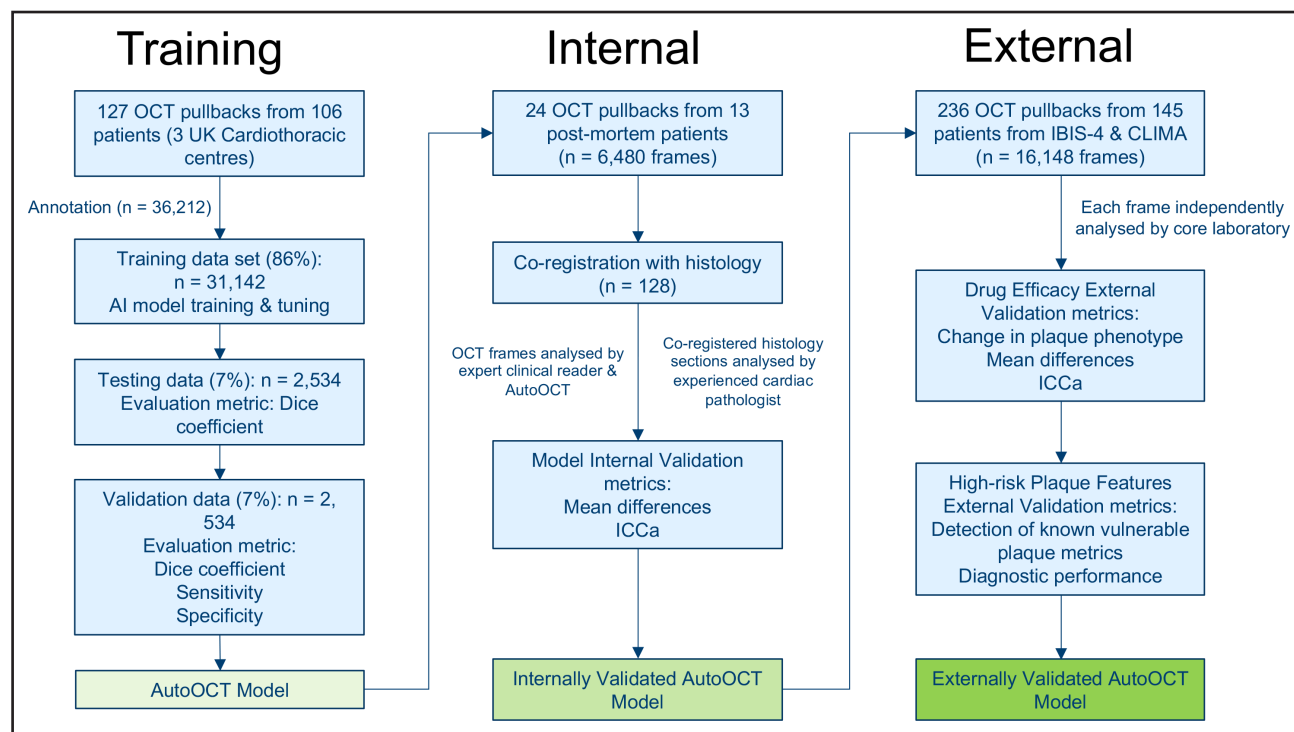 Training
127 OCT pullbacks from 106
patients (3 UK Cardiothoracic
centres)
Annotation (n = 36,212)
Training data set (86%):
n = 31,142
AI model training & tuning
Testing data (7%): n = 2,534
Evaluation metric: Dice
coefficient
Validation data (7%): n = 2,
534
Evaluation metric:
Dice coefficient
Sensitivity
Specificity
AutoOCT Model
Internal
24 OCT pullbacks from 13
post-mortem patients
(n = 6,480 frames)
Co-registration with histology
(n = 128)
OCT frames analysed by
expert clinical reader &
AutoOCT
Co-registered histology
sections analysed by
experienced cardiac
pathologist
Model Internal Validation
metrics:
Mean differences
ICCa
Internally Validated AutoOCT
Model
External
236 OCT pullbacks from 145
patients from IBIS-4 & CLIMA
(n = 16,148 frames)
Each frame independently
analysed by core laboratory
Drug Efficacy External
Validation metrics:
Change in plaque phenotype
Mean differences
ICCa
High-risk Plaque Features
External Validation metrics:
Detection of known vulnerable
plaque metrics
Diagnostic performance
Externally Validated AutoOCT
Model